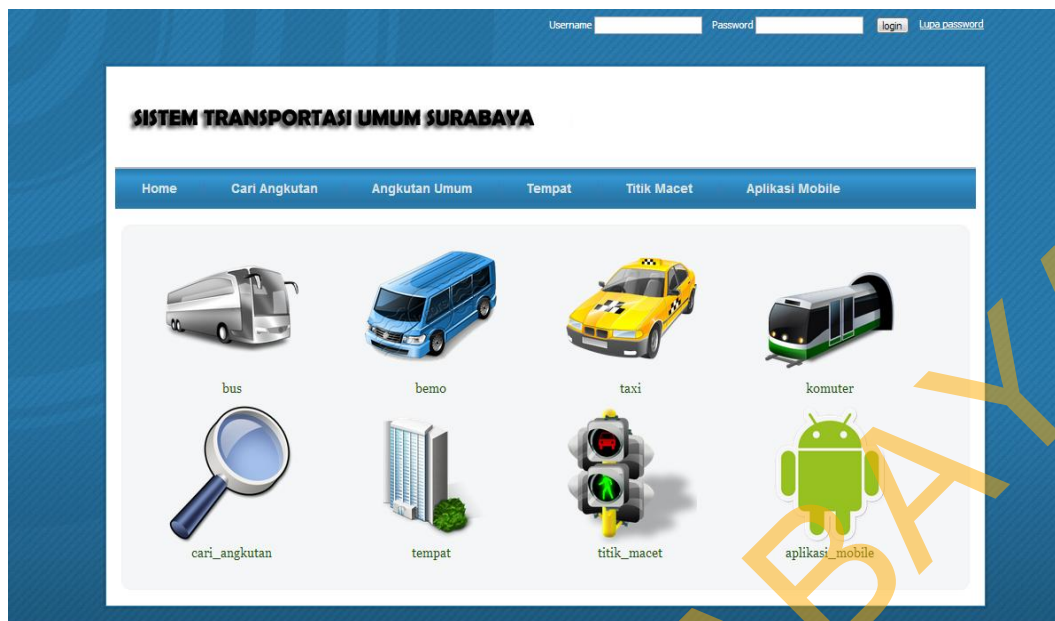 Username Password login Lupa password
SISTEM TRANSPORTASI UMUM SURABAYA
Home Cari Angkutan Angkutan Umum Tempat Titik Macet Aplikasi Mobile
bus bemo taxi komuter
cari_angkutan tempat titik_macet aplikasi_mobile
BAY